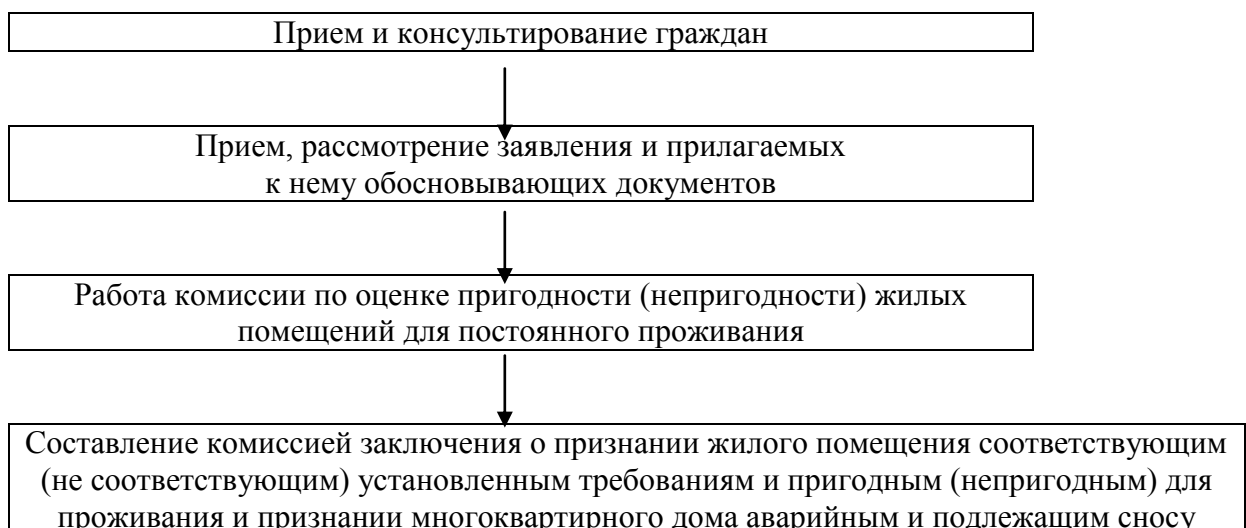 Прием и консультирование граждан
Прием, рассмотрение заявления и прилагаемых
к нему обосновывающих документов
Работа комиссии по оценке пригодности (непригодности) жилых
помещений для постоянного проживания
Составление комиссией заключения о признании жилого помещения соответствующим
(не соответствующим) установленным требованиям и пригодным (непригодным) для
проживания и признании многоквартирного дома аварийным и подлежащим сносу